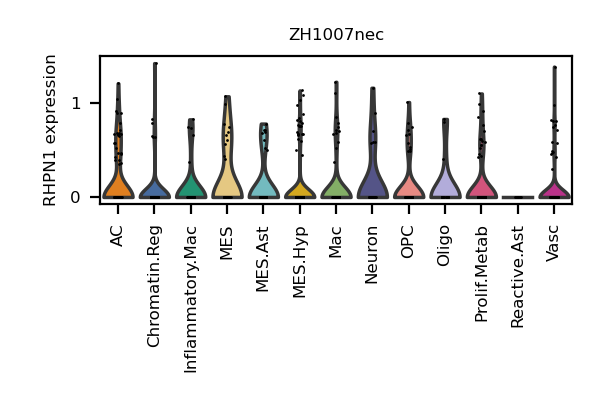 ZH1007nec
RHPN1 expression
1
0
AC
Chromatin.Reg
Inflammatory.Mac
MES
MES.Ast
MES.Hyp
Mac
Neuron
OPC
Oligo
Prolif.Metab
Reactive.Ast
Vasc